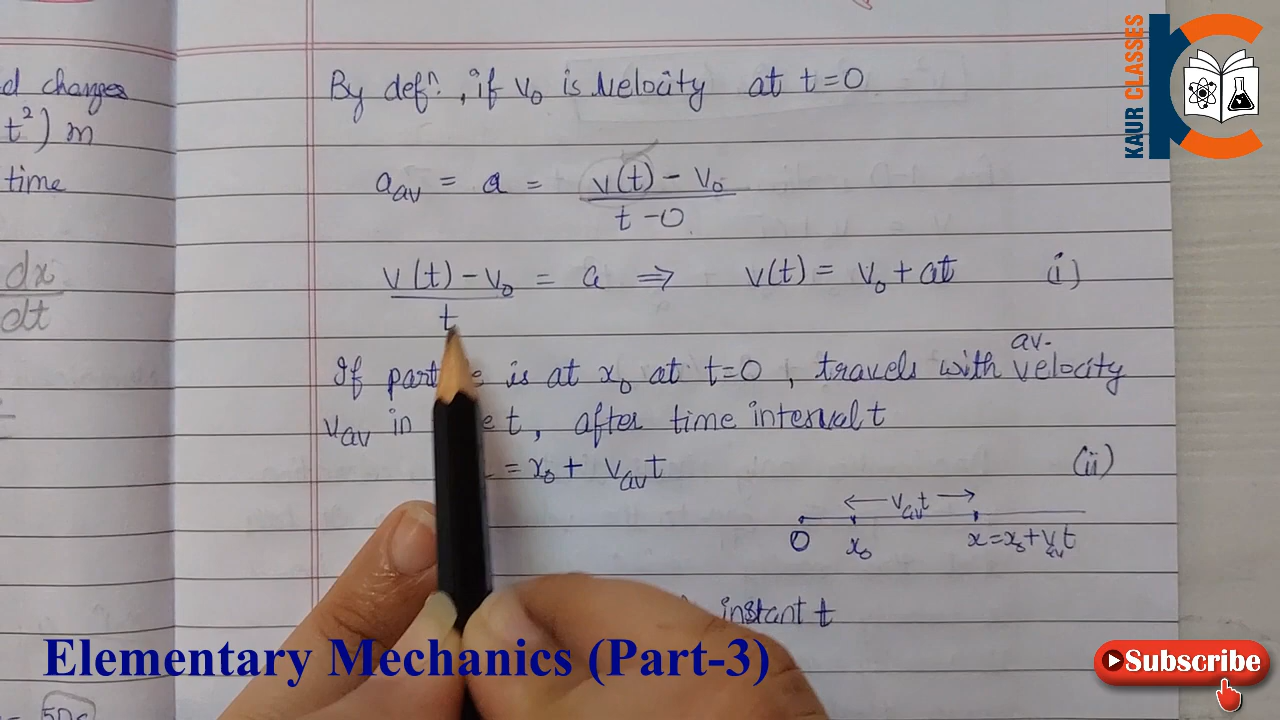 d changes
t²) m
time
dx
dt
By defⁿ, if v₀ is velocity at t=0
a_av = a = v(t) - v₀
t - 0
v(t) - v₀ = a ⇒ v(t) = v₀ + at (i)
t
av.
If is at x₀ at t=0, travels with velocity
v_av in t, after time interval t
= x₀ + v_av t (ii)
← v_av t →
0 x₀ x = x₀ + v_av t
instant t
Elementary Mechanics (Part-3)
KAUR CLASSES
Subscribe